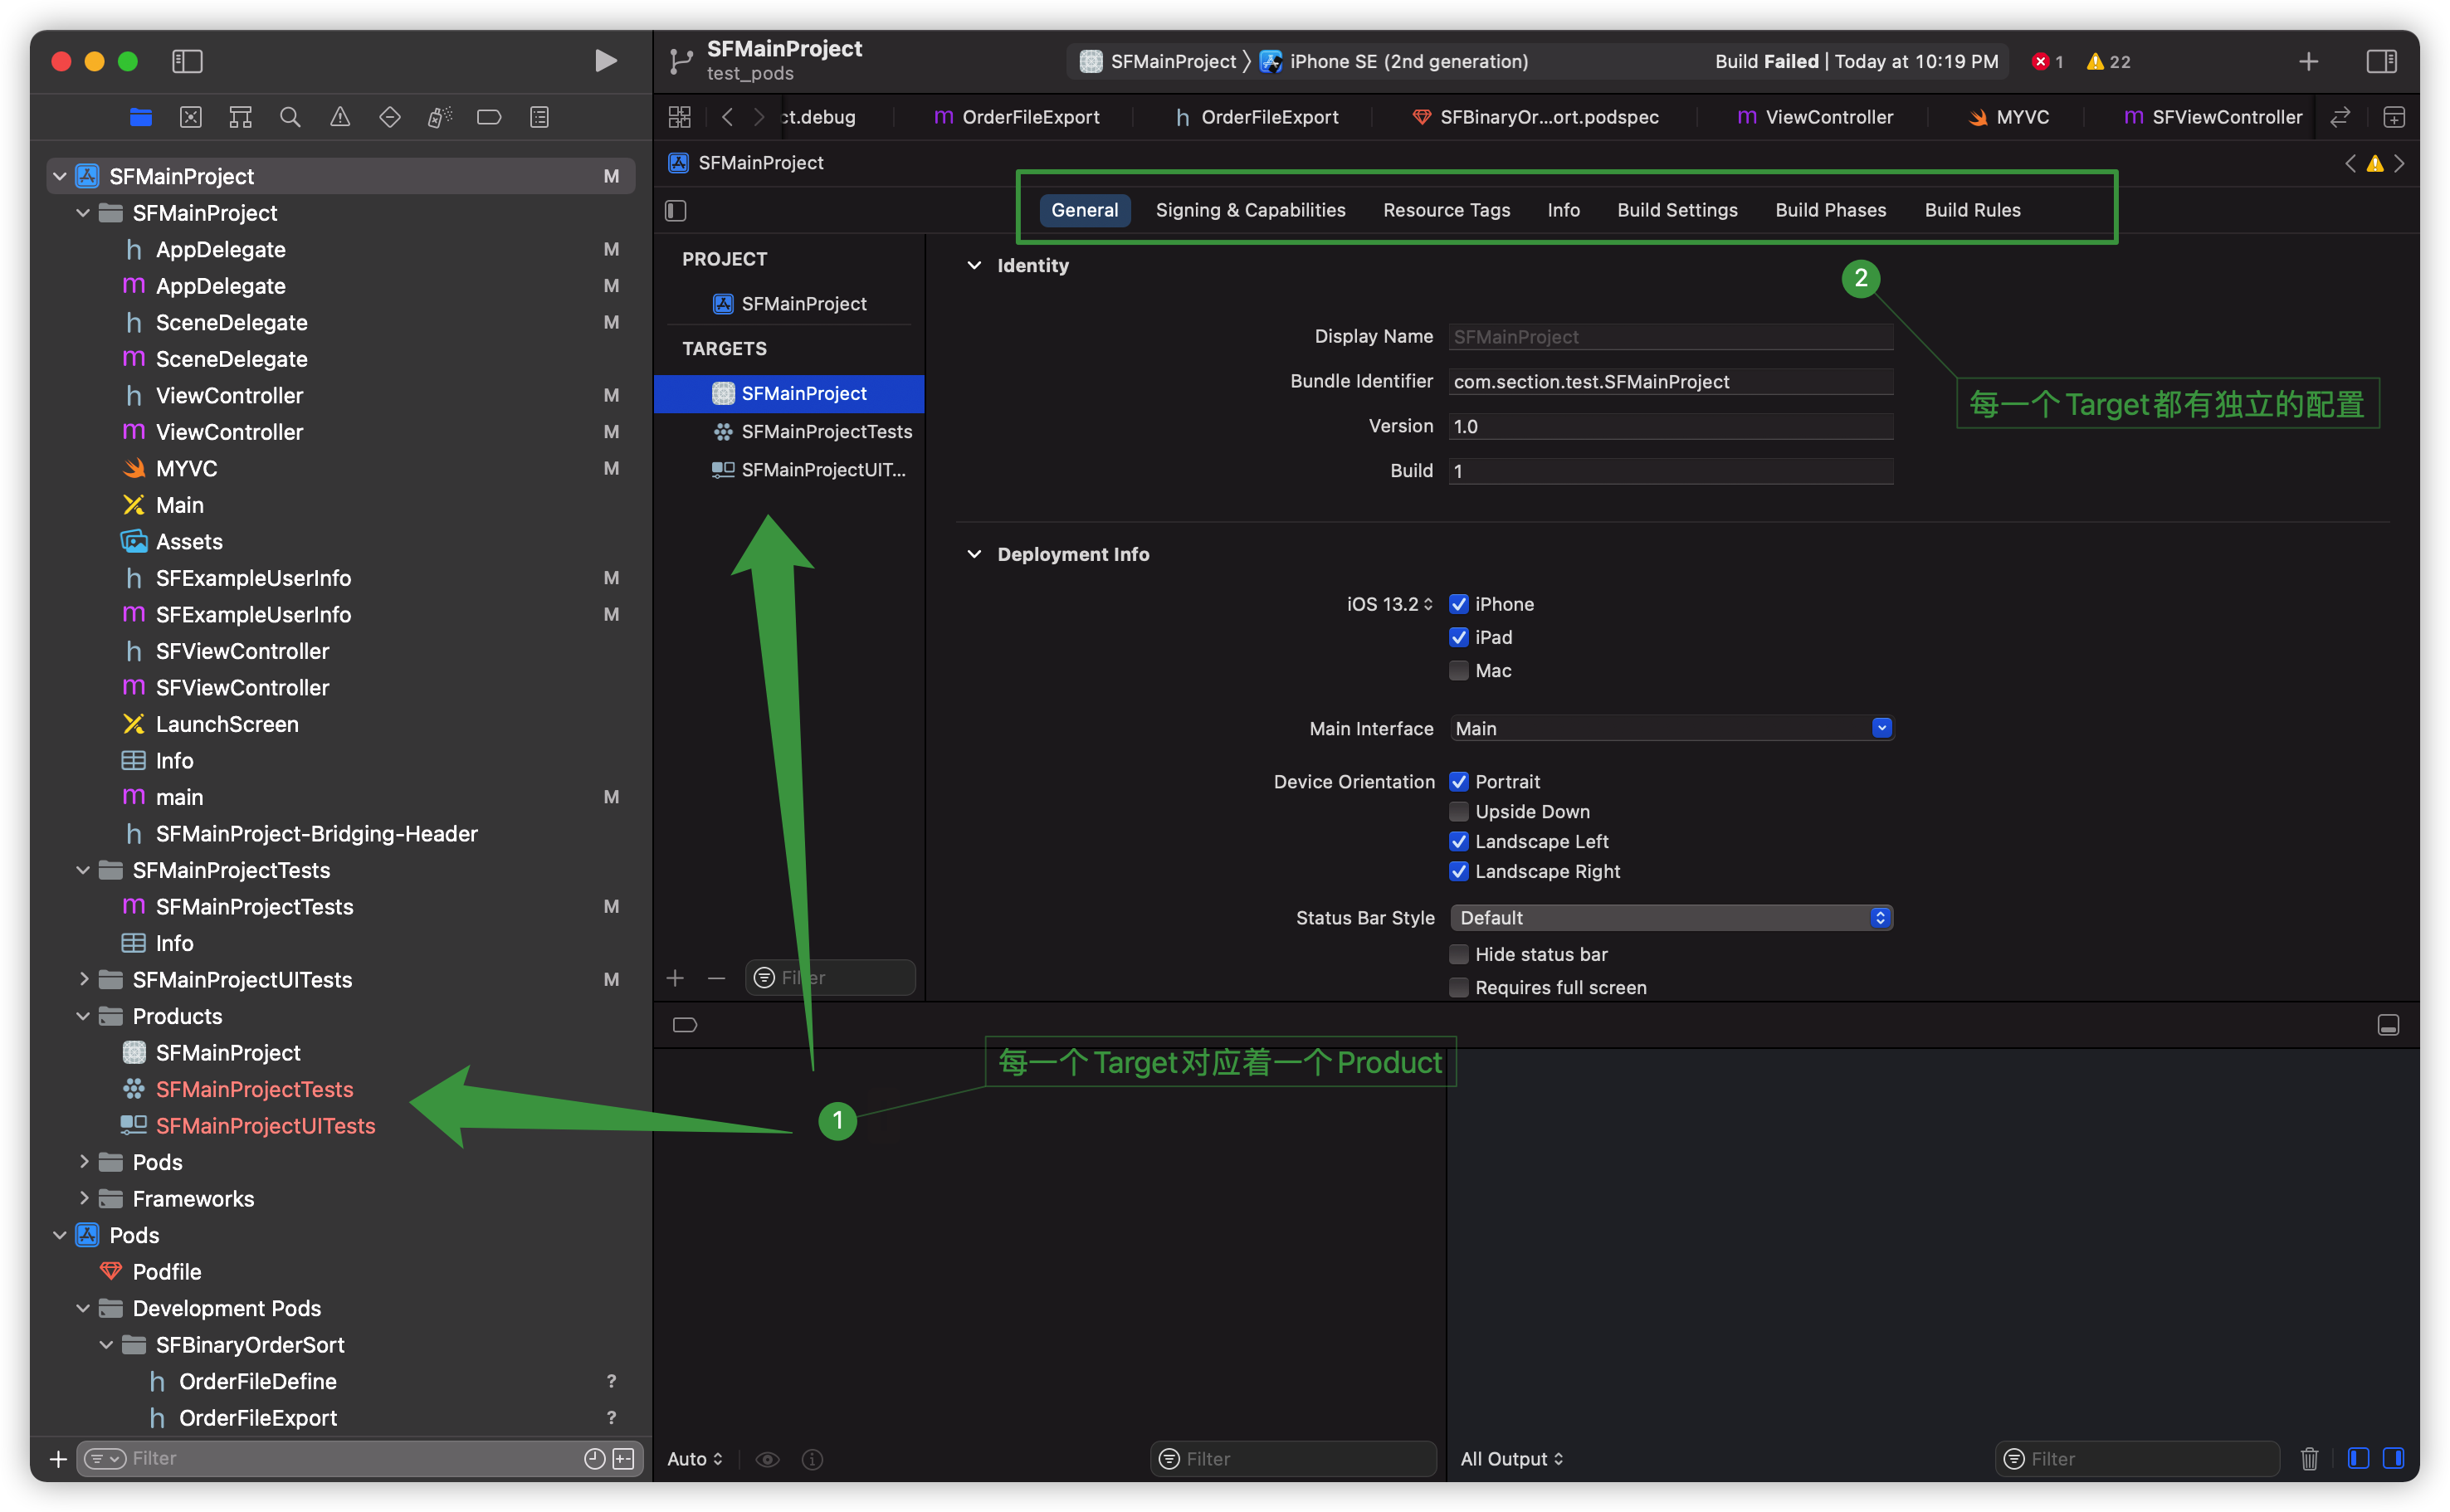 SFMainProject
test_pods
SFMainProject
iPhone SE (2nd generation)
Build Failed | Today at 10:19 PM
1
22
ct.debug
m OrderFileExport
h OrderFileExport
SFBinaryOr...ort.podspec
m ViewController
MYVC
m SFViewController
SFMainProject
M
SFMainProject
h AppDelegate M
m AppDelegate M
h SceneDelegate M
m SceneDelegate
h ViewController M
m ViewController M
MYVC M
Main
Assets
h SFExampleUserInfo M
m SFExampleUserInfo M
h SFViewController
m SFViewController
LaunchScreen
Info
m main M
h SFMainProject-Bridging-Header
SFMainProjectTests
m SFMainProjectTests M
Info
SFMainProjectUITests M
Products
SFMainProject
SFMainProjectTests
SFMainProjectUITests
Pods
Frameworks
Pods
Podfile
Development Pods
SFBinaryOrderSort
h OrderFileDefine ?
h OrderFileExport ?
Filter
SFMainProject
General
Signing & Capabilities
Resource Tags
Info
Build Settings
Build Phases
Build Rules
PROJECT
SFMainProject
TARGETS
SFMainProject
SFMainProjectTests
SFMainProjectUIT...
Filter
Identity
Display Name SFMainProject
Bundle Identifier com.section.test.SFMainProject
Version 1.0
Build 1
2
每一个Target都有独立的配置
Deployment Info
iOS 13.2 iPhone
iPad
Mac
Main Interface Main
Device Orientation Portrait
Upside Down
Landscape Left
Landscape Right
Status Bar Style Default
Hide status bar
Requires full screen
每一个Target对应着一个Product
1
Auto
Filter
All Output
Filter